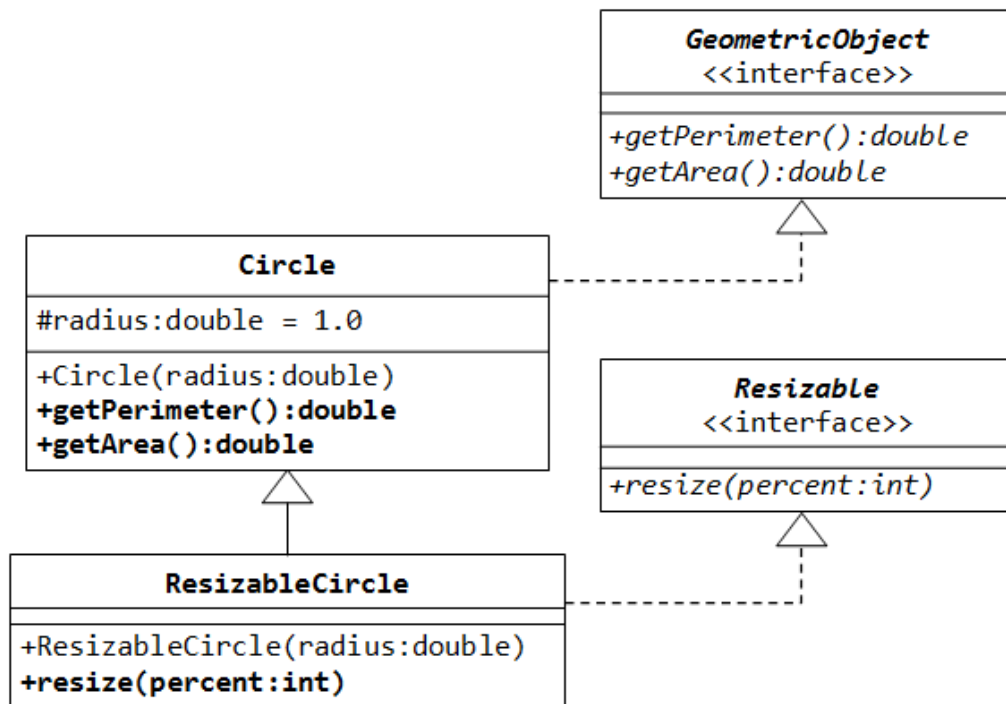 GeometricObject
<<interface>>
+getPerimeter():double
+getArea():double
Circle
#radius:double = 1.0
+Circle(radius:double)
+getPerimeter():double
+getArea():double
Resizable
<<interface>>
+resize(percent:int)
ResizableCircle
+ResizableCircle(radius:double)
+resize(percent:int)